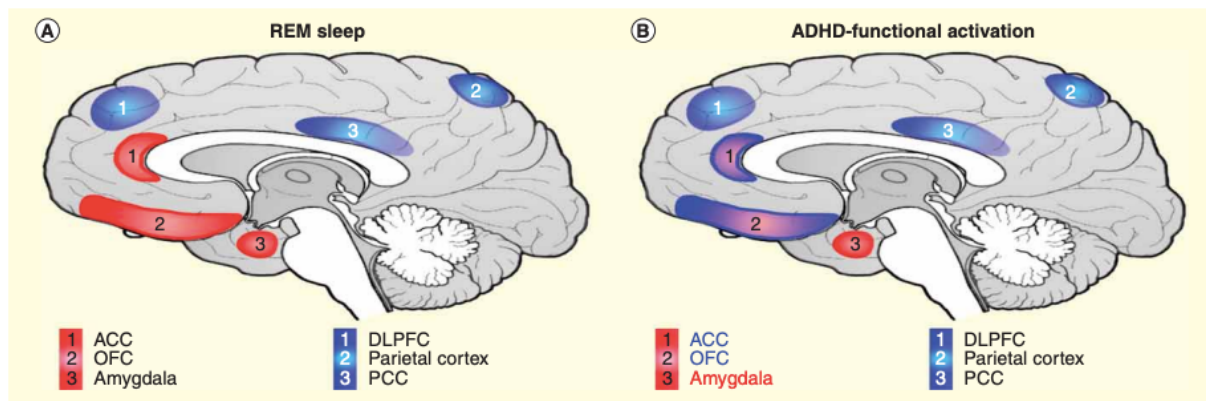 A REM sleep
1
2
3
1
2
3
1 ACC
2 OFC
3 Amygdala
1 DLPFC
2 Parietal cortex
3 PCC
B ADHD-functional activation
1
2
3
1
2
3
1 ACC
2 OFC
3 Amygdala
1 DLPFC
2 Parietal cortex
3 PCC